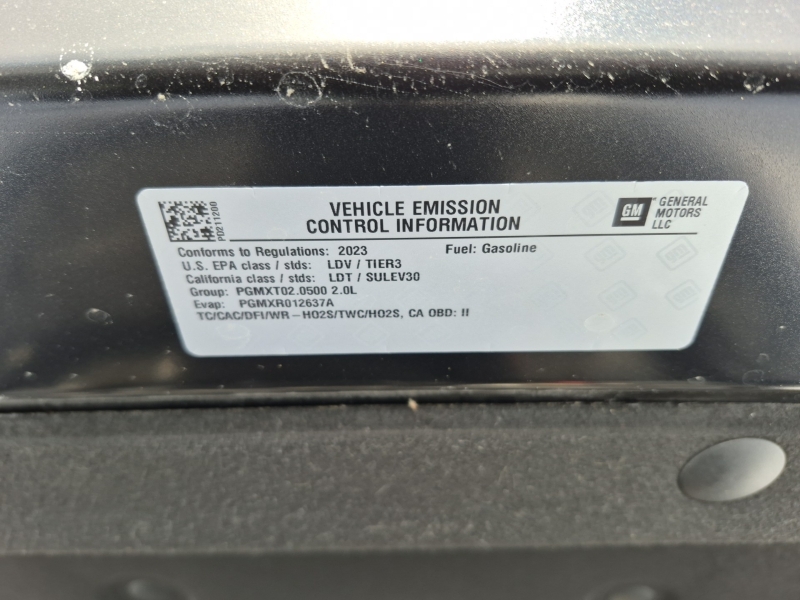 VEHICLE EMISSION
CONTROL INFORMATION
PD211200
GM
GENERAL
MOTORS
LLC
Conforms to Regulations: 2023 Fuel: Gasoline
U.S. EPA class / stds: LDV / TIER3
California class / stds: LDT / SULEV30
Group: PGMXT02.0500 2.0L
Evap: PGMXR012637A
TC/CAC/DFI/WR-HO2S/TWC/HO2S, CA OBD: II